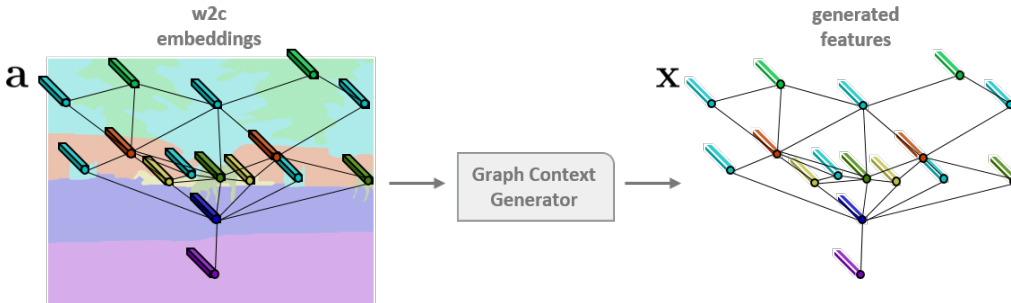 w2c
embeddings
a
Graph Context
Generator
generated
features
x